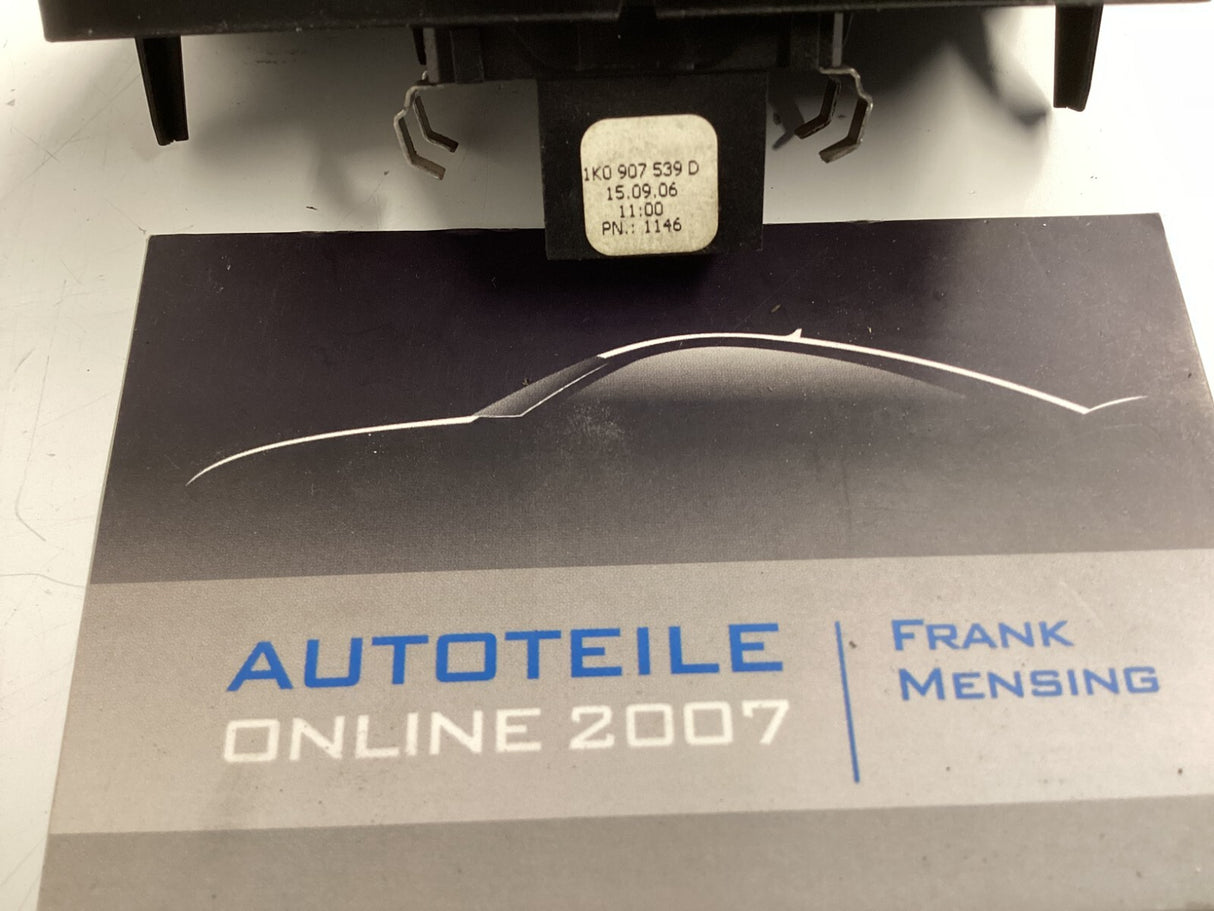 1K0 907 539 D
15.09.06
11:00
PN.: 1146
AUTOTEILE
ONLINE 2007
FRANK
MENSING